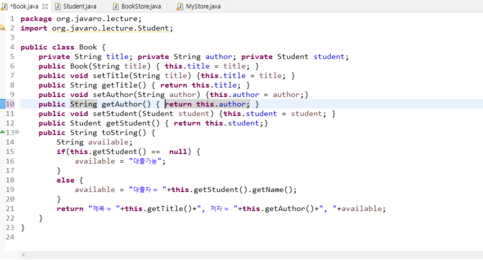 *Book.java
Student.java
BookStore.java
MyStore.java
1 package org.javaro.lecture;
2 import org.javaro.lecture.Student;
3
4 public class Book {
5 private String title; private String author; private Student student;
6 public Book(String title) { this.title = title; }
7 public void setTitle(String title) {this.title = title; }
8 public String getTitle() { return this.title; }
9 public void setAuthor(String author) {this.author = author;}
10 public String getAuthor() { return this.author; }
11 public void setStudent(Student student) {this.student = student; }
12 public Student getStudent() { return this.student;}
13 public String toString() {
14 String available;
15 if(this.getStudent() == null) {
16 available = "대출가능";
17 }
18 else {
19 available = "대출자 = "+this.getStudent().getName();
20 }
21 return "제목 = "+this.getTitle()+", 저자 = "+this.getAuthor()+", "+available;
22 }
23 }
24